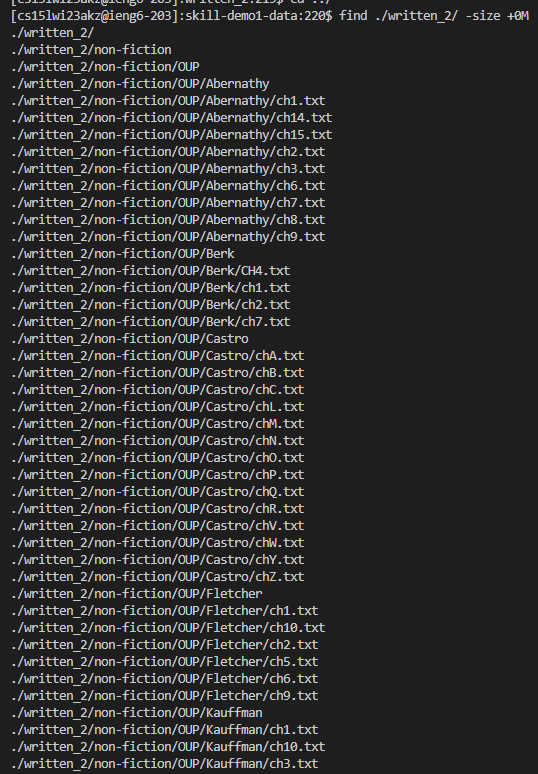 [cs15lwi23akz@ieng6-203]:written_2:219$ cd ../
[cs15lwi23akz@ieng6-203]:skill-demo1-data:220$ find ./written_2/ -size +0M
./written_2/
./written_2/non-fiction
./written_2/non-fiction/OUP
./written_2/non-fiction/OUP/Abernathy
./written_2/non-fiction/OUP/Abernathy/ch1.txt
./written_2/non-fiction/OUP/Abernathy/ch14.txt
./written_2/non-fiction/OUP/Abernathy/ch15.txt
./written_2/non-fiction/OUP/Abernathy/ch2.txt
./written_2/non-fiction/OUP/Abernathy/ch3.txt
./written_2/non-fiction/OUP/Abernathy/ch6.txt
./written_2/non-fiction/OUP/Abernathy/ch7.txt
./written_2/non-fiction/OUP/Abernathy/ch8.txt
./written_2/non-fiction/OUP/Abernathy/ch9.txt
./written_2/non-fiction/OUP/Berk
./written_2/non-fiction/OUP/Berk/CH4.txt
./written_2/non-fiction/OUP/Berk/ch1.txt
./written_2/non-fiction/OUP/Berk/ch2.txt
./written_2/non-fiction/OUP/Berk/ch7.txt
./written_2/non-fiction/OUP/Castro
./written_2/non-fiction/OUP/Castro/chA.txt
./written_2/non-fiction/OUP/Castro/chB.txt
./written_2/non-fiction/OUP/Castro/chC.txt
./written_2/non-fiction/OUP/Castro/chL.txt
./written_2/non-fiction/OUP/Castro/chM.txt
./written_2/non-fiction/OUP/Castro/chN.txt
./written_2/non-fiction/OUP/Castro/chO.txt
./written_2/non-fiction/OUP/Castro/chP.txt
./written_2/non-fiction/OUP/Castro/chQ.txt
./written_2/non-fiction/OUP/Castro/chR.txt
./written_2/non-fiction/OUP/Castro/chV.txt
./written_2/non-fiction/OUP/Castro/chW.txt
./written_2/non-fiction/OUP/Castro/chY.txt
./written_2/non-fiction/OUP/Castro/chZ.txt
./written_2/non-fiction/OUP/Fletcher
./written_2/non-fiction/OUP/Fletcher/ch1.txt
./written_2/non-fiction/OUP/Fletcher/ch10.txt
./written_2/non-fiction/OUP/Fletcher/ch2.txt
./written_2/non-fiction/OUP/Fletcher/ch5.txt
./written_2/non-fiction/OUP/Fletcher/ch6.txt
./written_2/non-fiction/OUP/Fletcher/ch9.txt
./written_2/non-fiction/OUP/Kauffman
./written_2/non-fiction/OUP/Kauffman/ch1.txt
./written_2/non-fiction/OUP/Kauffman/ch10.txt
./written_2/non-fiction/OUP/Kauffman/ch3.txt